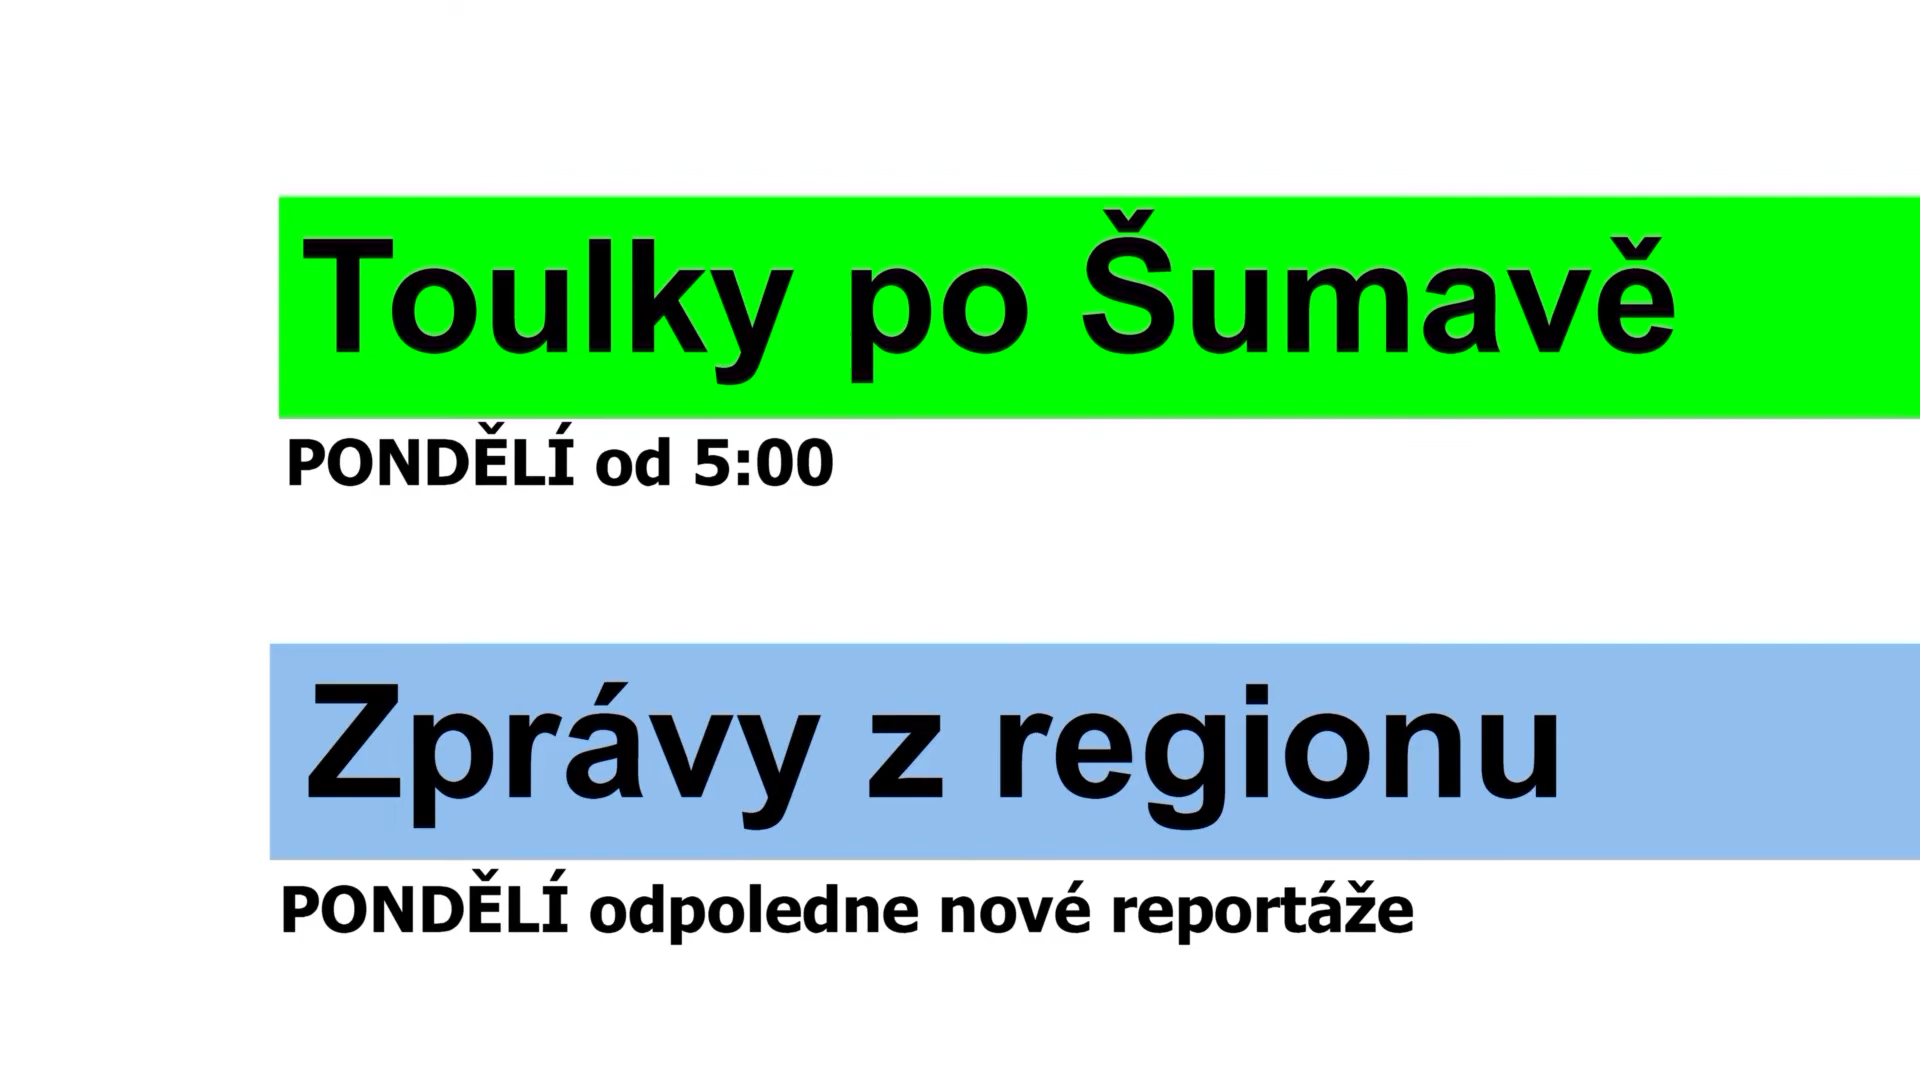 Toulky po Šumavě
PONDĚLÍ od 5:00
Zprávy z regionu
PONDĚLÍ odpoledne nové reportáže